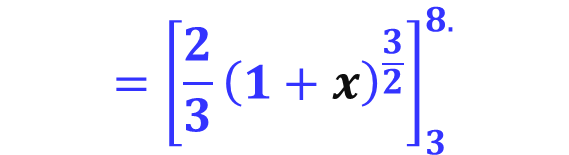 = [2/3 (1 + x)^{3/2}]_3^{8.}